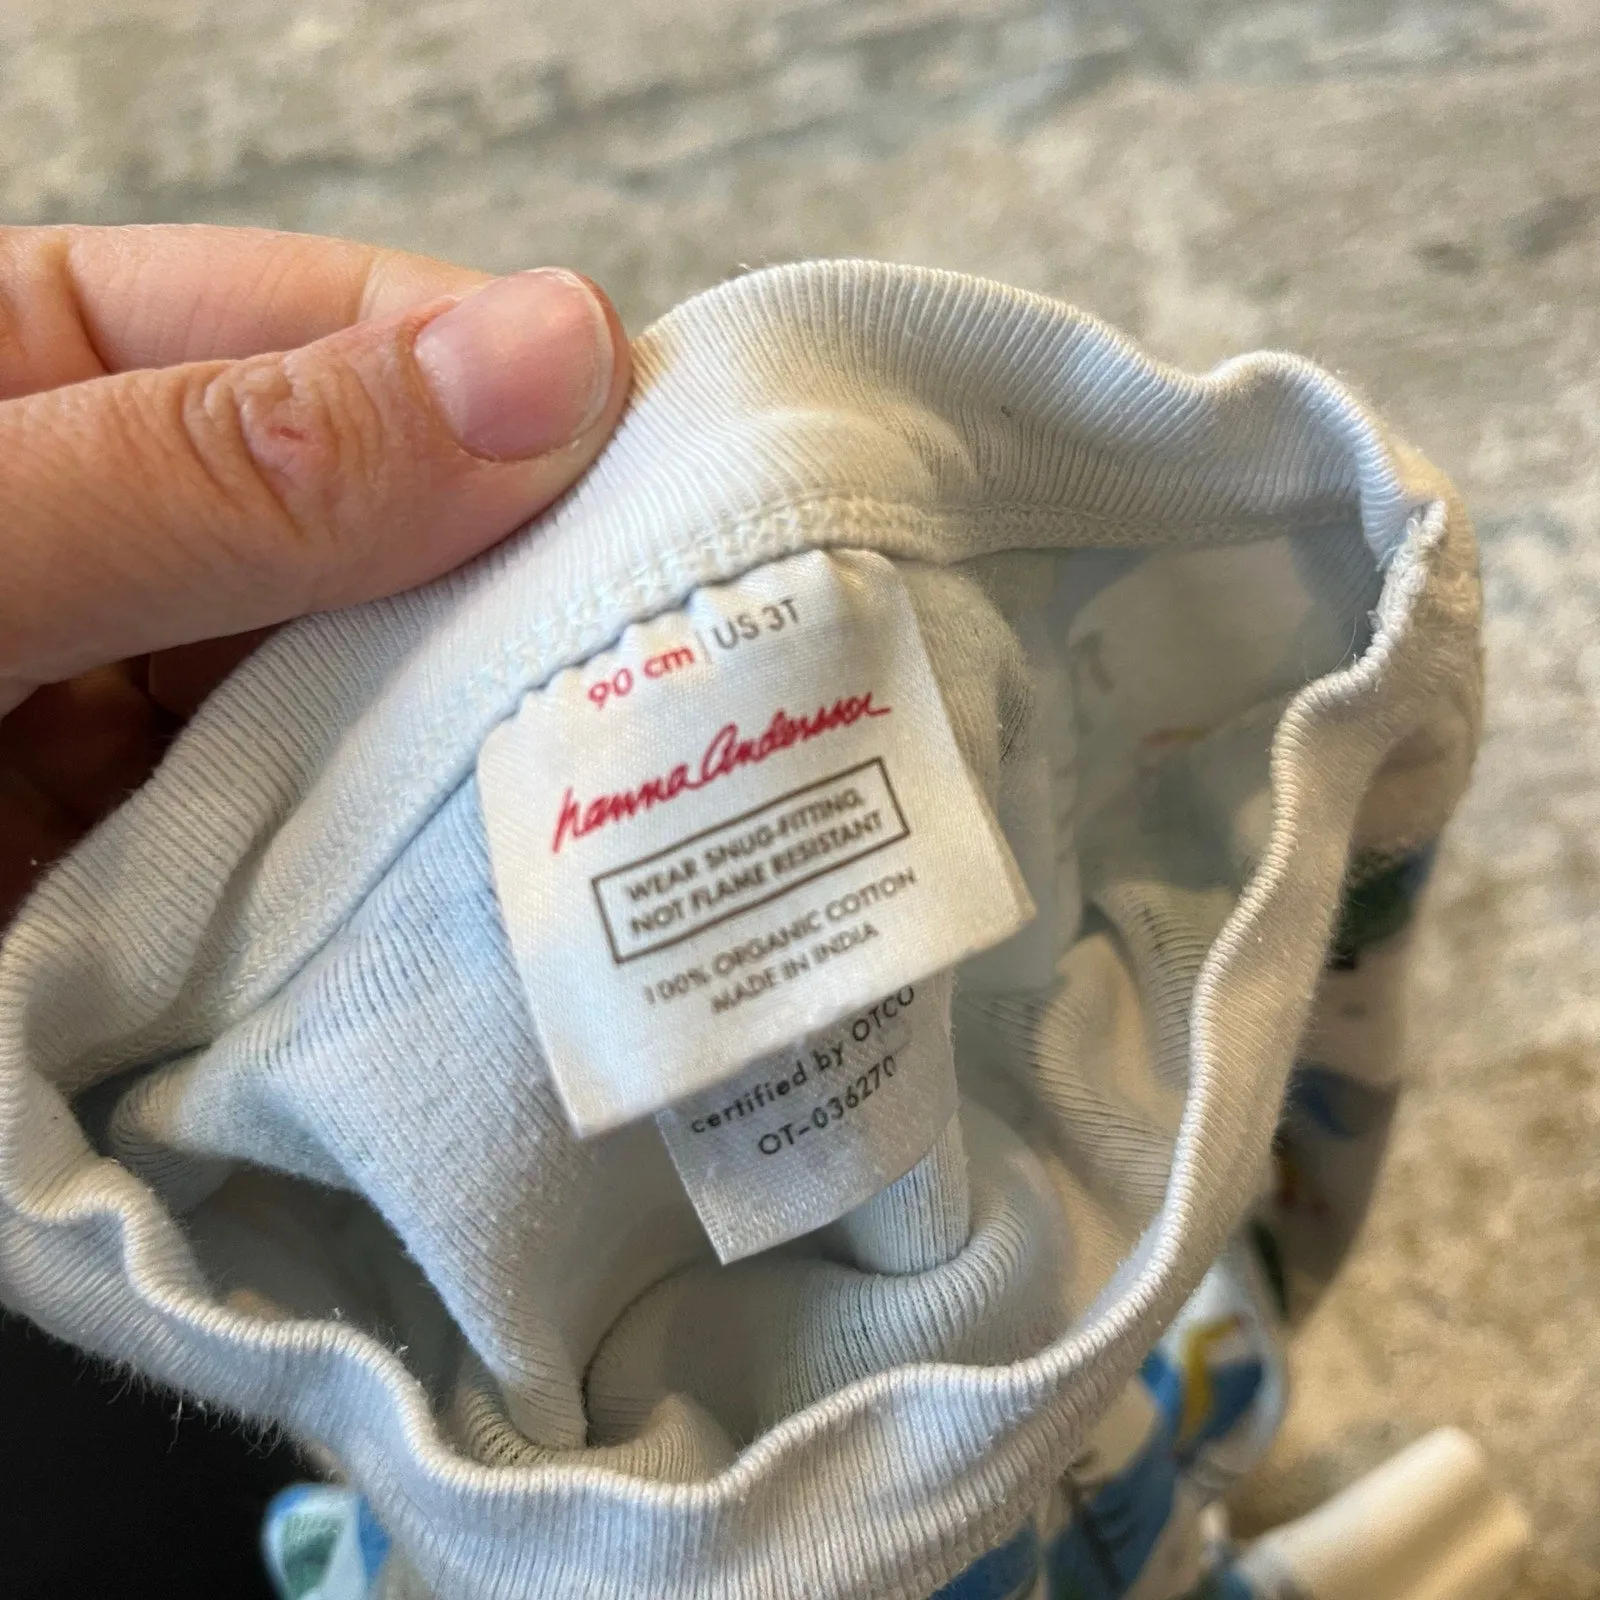 90 cm | US 3T
hanna Andersson
WEAR SNUG-FITTING,
NOT FLAME RESISTANT
100% ORGANIC COTTON
MADE IN INDIA
certified by OTCO
OT-036270